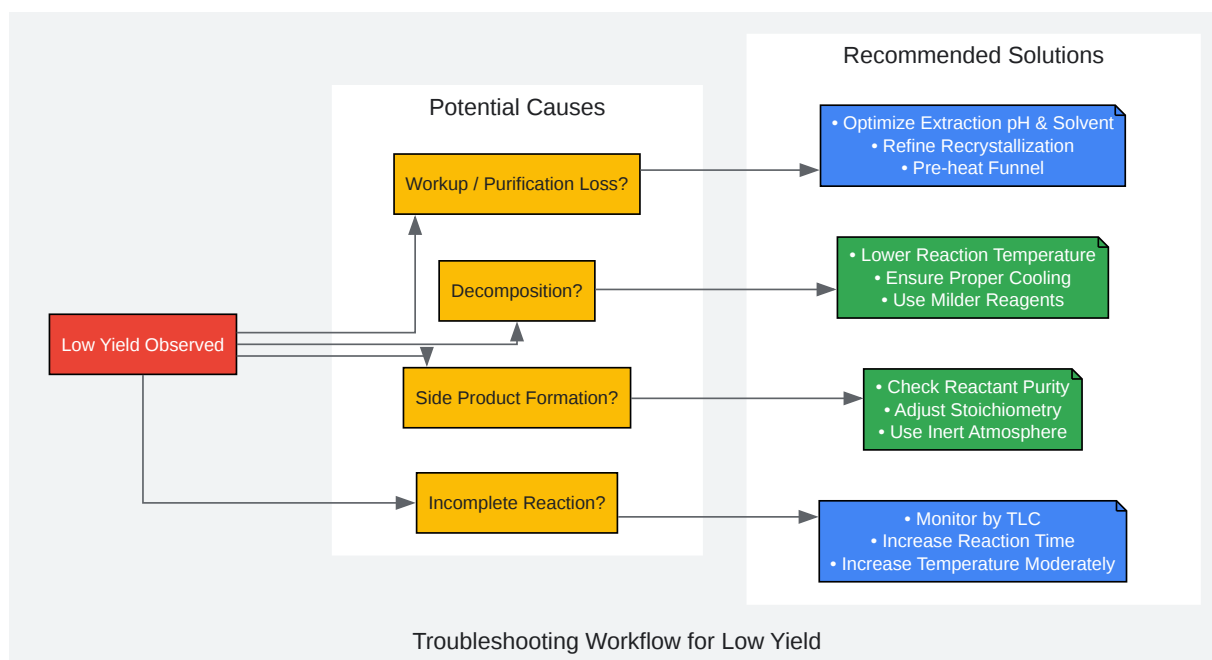 Recommended Solutions
Potential Causes
• Optimize Extraction pH & Solvent
• Refine Recrystallization
• Pre-heat Funnel
Workup / Purification Loss?
• Lower Reaction Temperature
• Ensure Proper Cooling
• Use Milder Reagents
Decomposition?
Low Yield Observed
• Check Reactant Purity
• Adjust Stoichiometry
• Use Inert Atmosphere
Side Product Formation?
Incomplete Reaction?
• Monitor by TLC
• Increase Reaction Time
• Increase Temperature Moderately
Troubleshooting Workflow for Low Yield